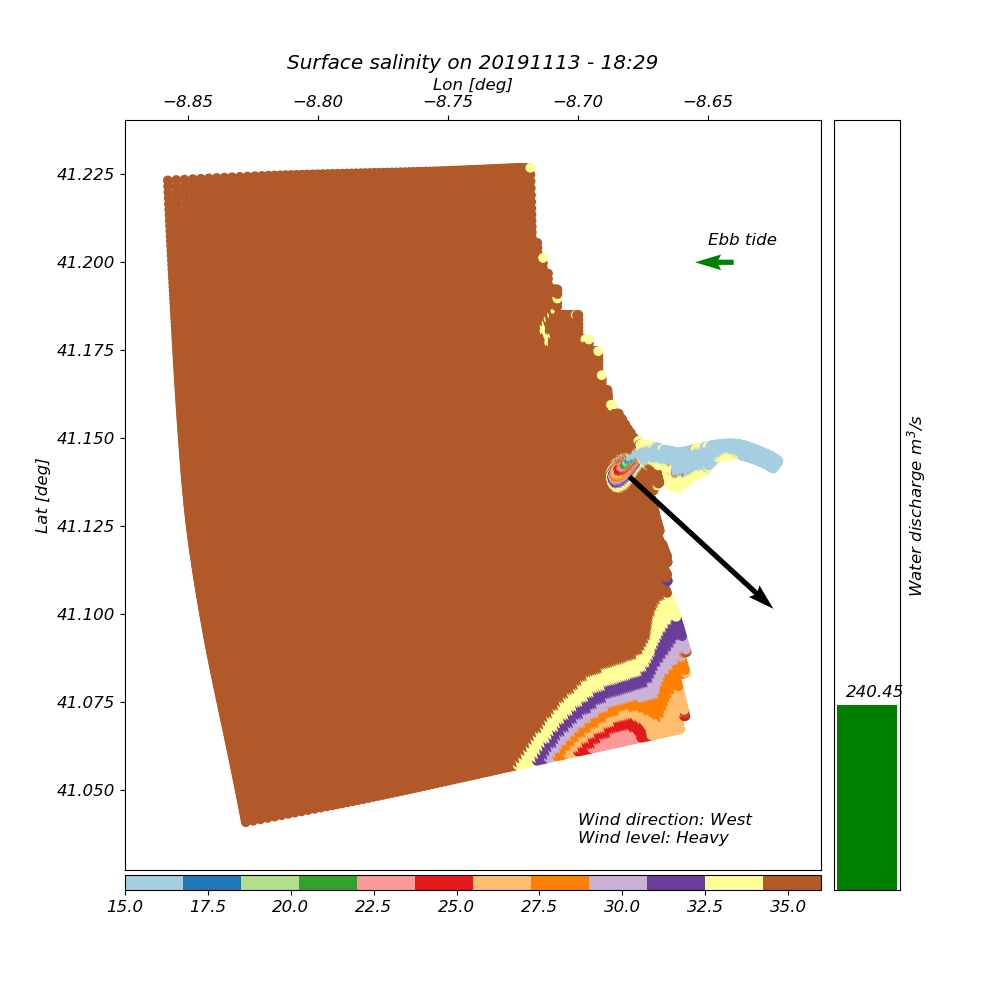 Surface salinity on 20191113 - 18:29
Lon [deg]
−8.85 −8.80 −8.75 −8.70 −8.65
41.225
Ebb tide
41.200
41.175
41.150
41.125
41.100
41.075
41.050
Lat [deg]
Water discharge m³/s
240.45
Wind direction: West
Wind level: Heavy
15.0 17.5 20.0 22.5 25.0 27.5 30.0 32.5 35.0